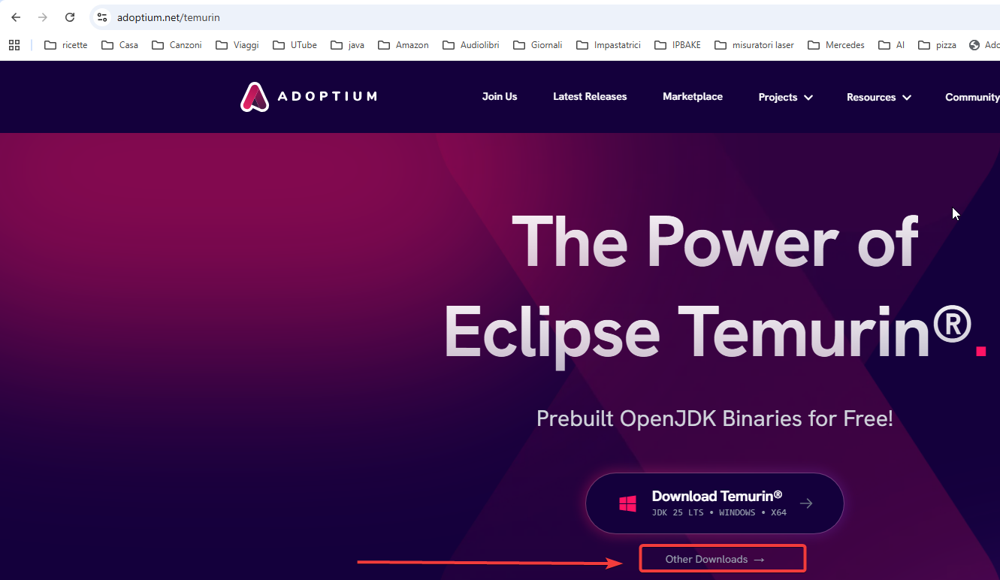 adoptium.net/temurin
ricette Casa Canzoni Viaggi UTube java Amazon Audiolibri Giornali Impastatrici IPBAKE misuratori laser Mercedes AI pizza
ADOPTIUM Join Us Latest Releases Marketplace Projects Resources Community
The Power of
Eclipse Temurin®.
Prebuilt OpenJDK Binaries for Free!
Download Temurin®
JDK 25 LTS • WINDOWS • X64
Other Downloads →